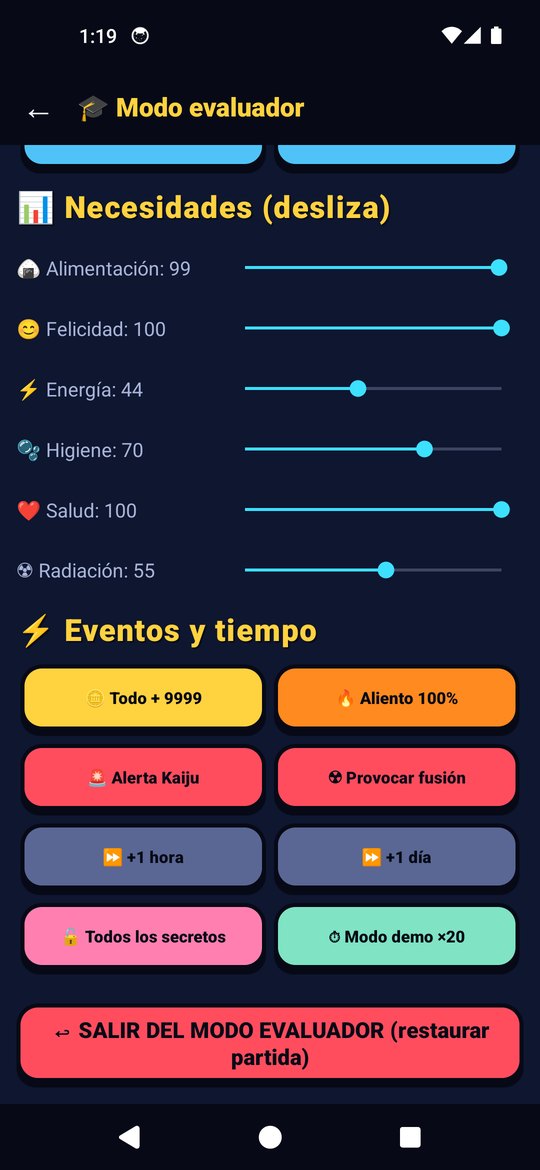 1:19
← 🎓 Modo evaluador
📊 Necesidades (desliza)
🍙 Alimentación: 99
😊 Felicidad: 100
⚡ Energía: 44
🫧 Higiene: 70
❤️ Salud: 100
☢ Radiación: 55
⚡ Eventos y tiempo
🪙 Todo + 9999
🔥 Aliento 100%
🚨 Alerta Kaiju
☢ Provocar fusión
⏩ +1 hora
⏩ +1 día
🔓 Todos los secretos
⏱ Modo demo ×20
↩ SALIR DEL MODO EVALUADOR (restaurar
partida)